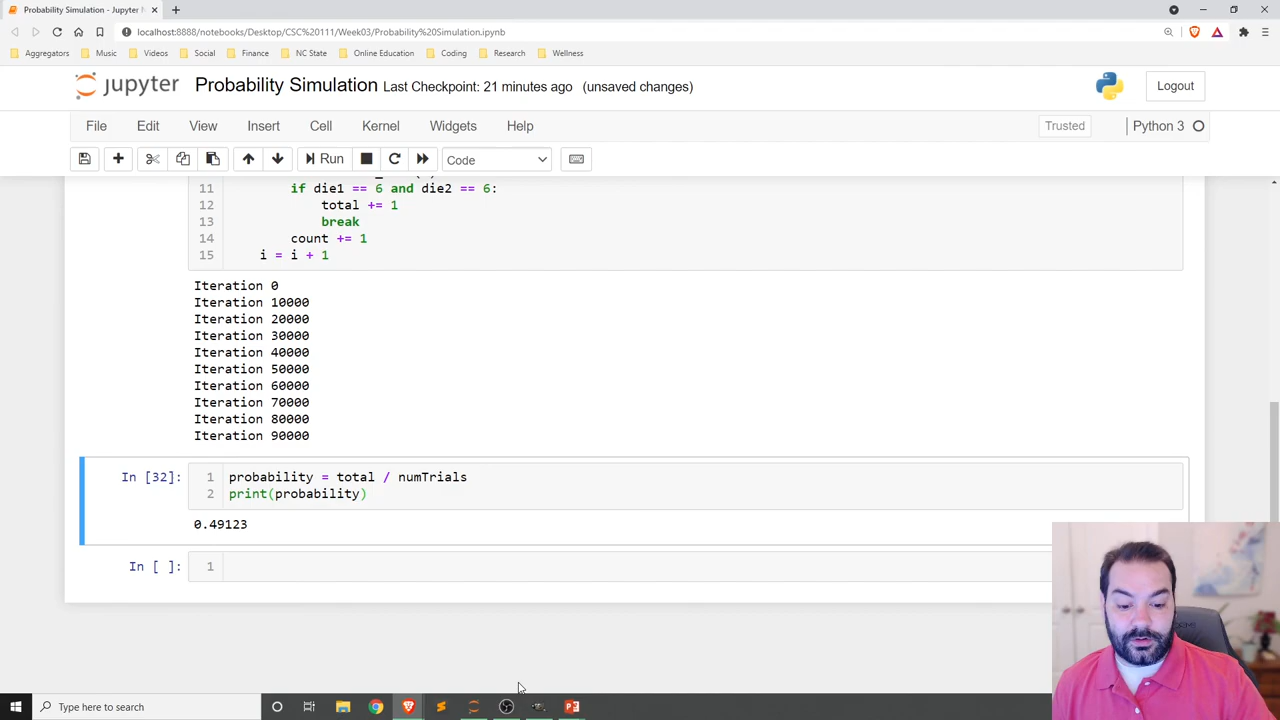 Probability Simulation - Jupyter N
localhost:8888/notebooks/Desktop/CSC%20111/Week03/Probability%20Simulation.ipynb
Aggregators Music Videos Social Finance NC State Online Education Coding Research Wellness
jupyter Probability Simulation Last Checkpoint: 21 minutes ago (unsaved changes) Logout
File Edit View Insert Cell Kernel Widgets Help Trusted Python 3
Run Code
11 if die1 == 6 and die2 == 6:
12 total += 1
13 break
14 count += 1
15 i = i + 1
Iteration 0
Iteration 10000
Iteration 20000
Iteration 30000
Iteration 40000
Iteration 50000
Iteration 60000
Iteration 70000
Iteration 80000
Iteration 90000
In [32]: 1 probability = total / numTrials
2 print(probability)
0.49123
In [ ]: 1
Type here to search